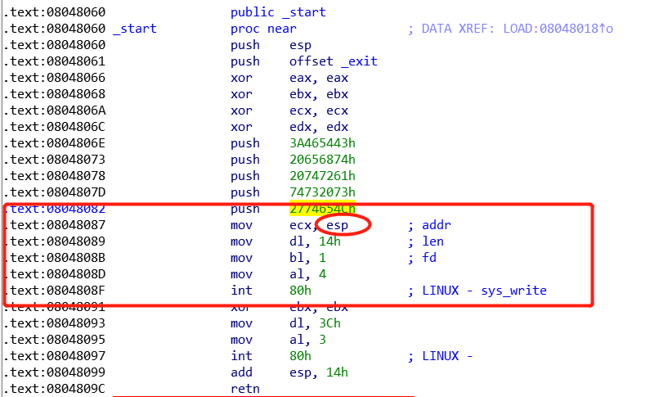 .text:08048060 public _start
.text:08048060 _start proc near ; DATA XREF: LOAD:08048018↑o
.text:08048060 push esp
.text:08048061 push offset _exit
.text:08048066 xor eax, eax
.text:08048068 xor ebx, ebx
.text:0804806A xor ecx, ecx
.text:0804806C xor edx, edx
.text:0804806E push 3A465443h
.text:08048073 push 20656874h
.text:08048078 push 20747261h
.text:0804807D push 74732073h
.text:08048082 push 2774654Ch
.text:08048087 mov ecx, esp ; addr
.text:08048089 mov dl, 14h ; len
.text:0804808B mov bl, 1 ; fd
.text:0804808D mov al, 4
.text:0804808F int 80h ; LINUX - sys_write
.text:08048091 xor ebx, ebx
.text:08048093 mov dl, 3Ch
.text:08048095 mov al, 3
.text:08048097 int 80h ; LINUX -
.text:08048099 add esp, 14h
.text:0804809C retn